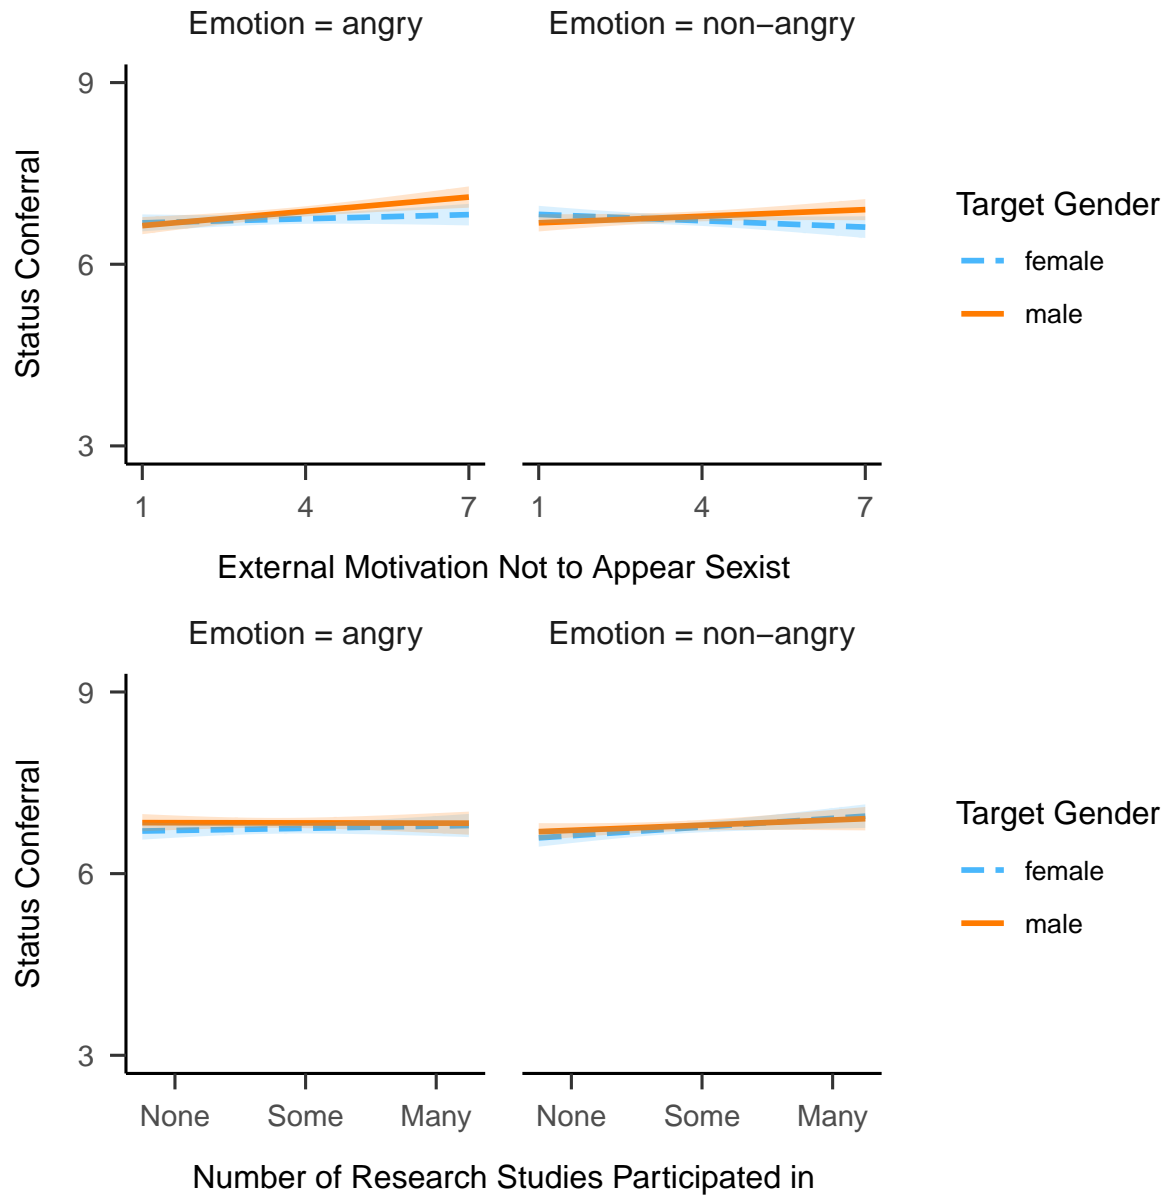 Emotion = angry
Emotion = non−angry
9
6
3
Status Conferral
1
4
7
1
4
7
External Motivation Not to Appear Sexist
Target Gender
female
male
Emotion = angry
Emotion = non−angry
9
6
3
Status Conferral
None
Some
Many
None
Some
Many
Number of Research Studies Participated in
Target Gender
female
male